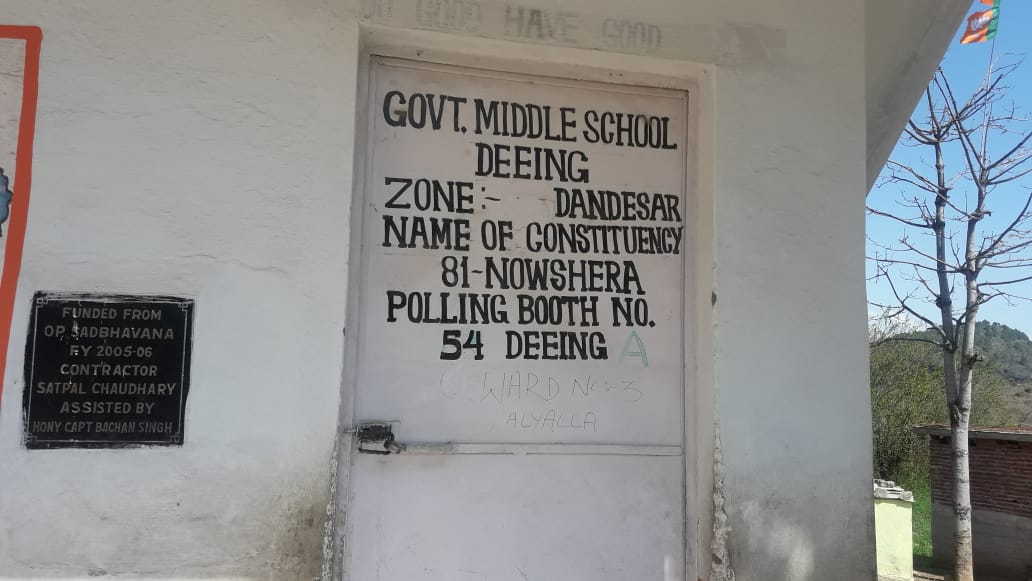 DO GOOD HAVE GOOD
GOVT. MIDDLE SCHOOL
DEEING
ZONE:- DANDESAR
NAME OF CONSTITUENCY
81-NOWSHERA
POLLING BOOTH NO.
54 DEEING A
WARD No-3
ALYALLA
FUNDED FROM
OP SADBHAVANA
FY 2005-06
CONTRACTOR
SATPAL CHAUDHARY
ASSISTED BY
HONY CAPT BACHAN SINGH